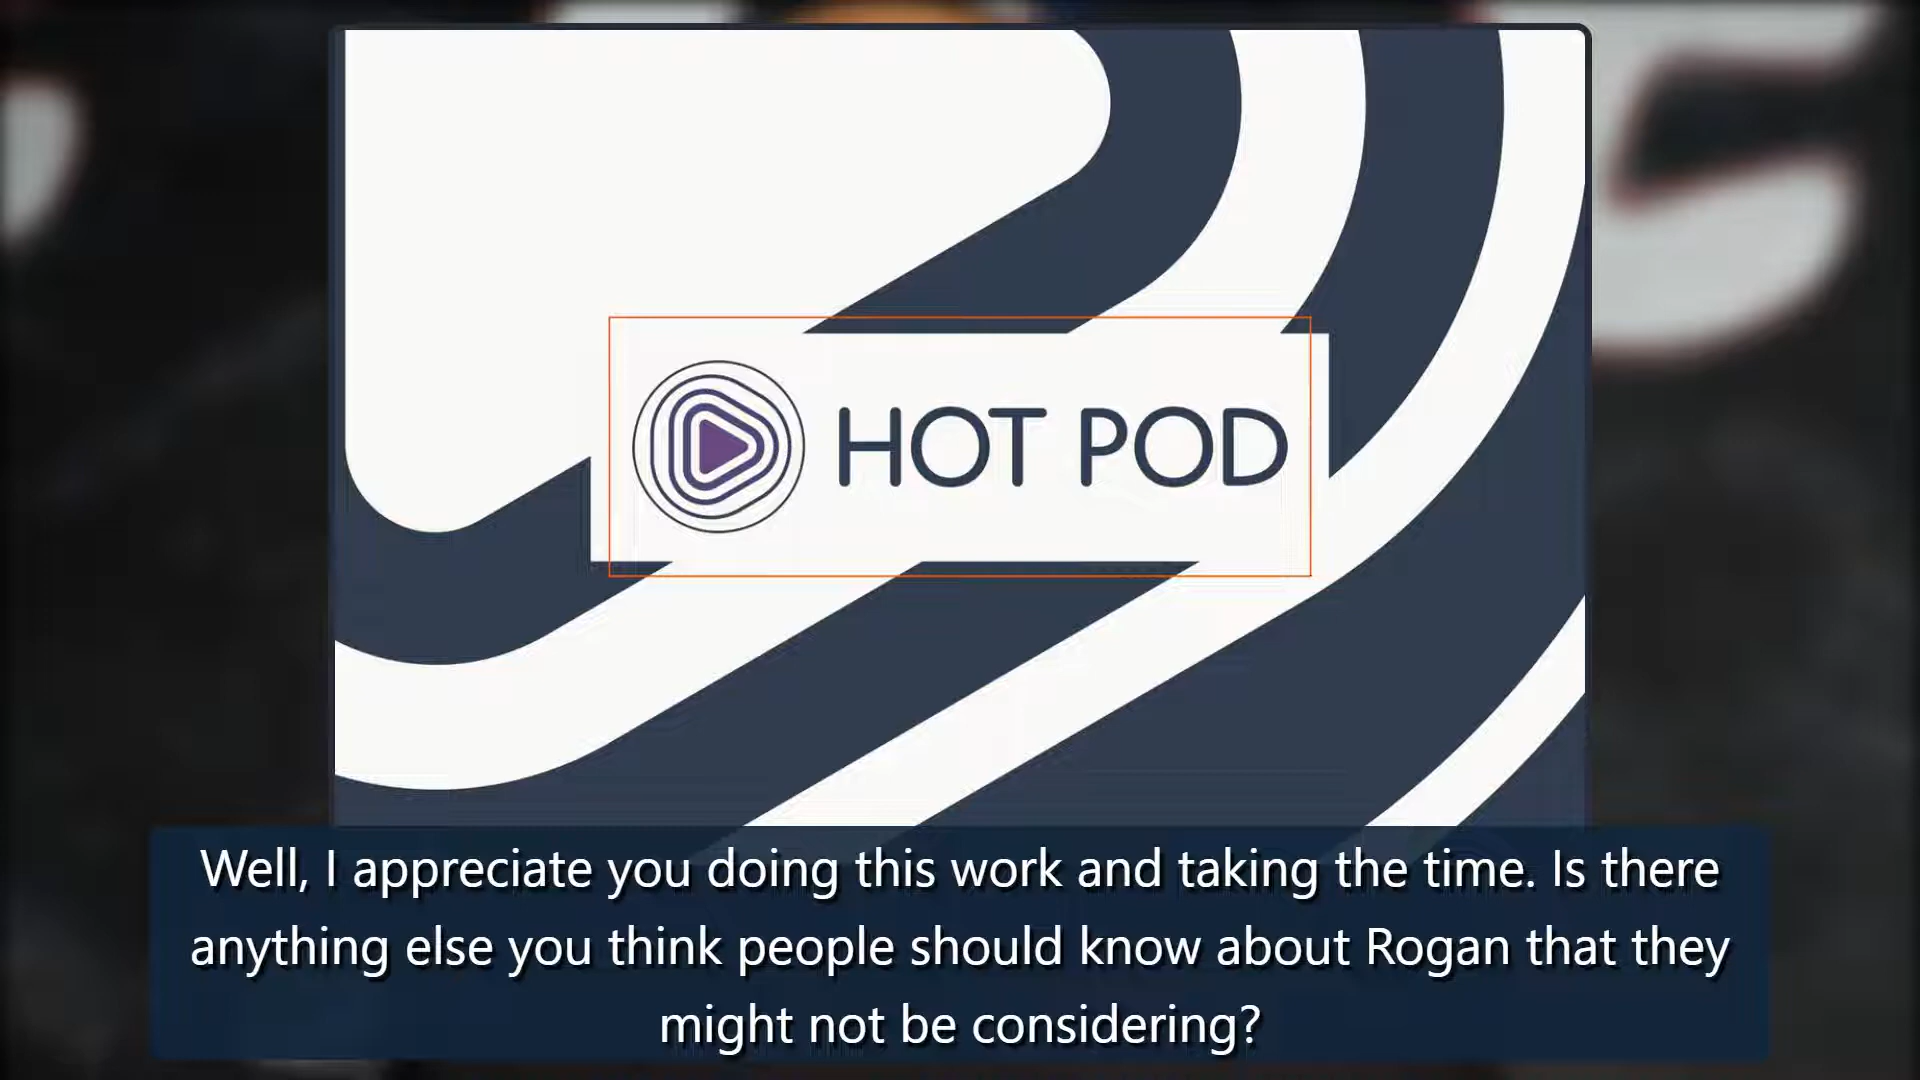 HOT POD
Well, I appreciate you doing this work and taking the time. Is there
anything else you think people should know about Rogan that they
might not be considering?